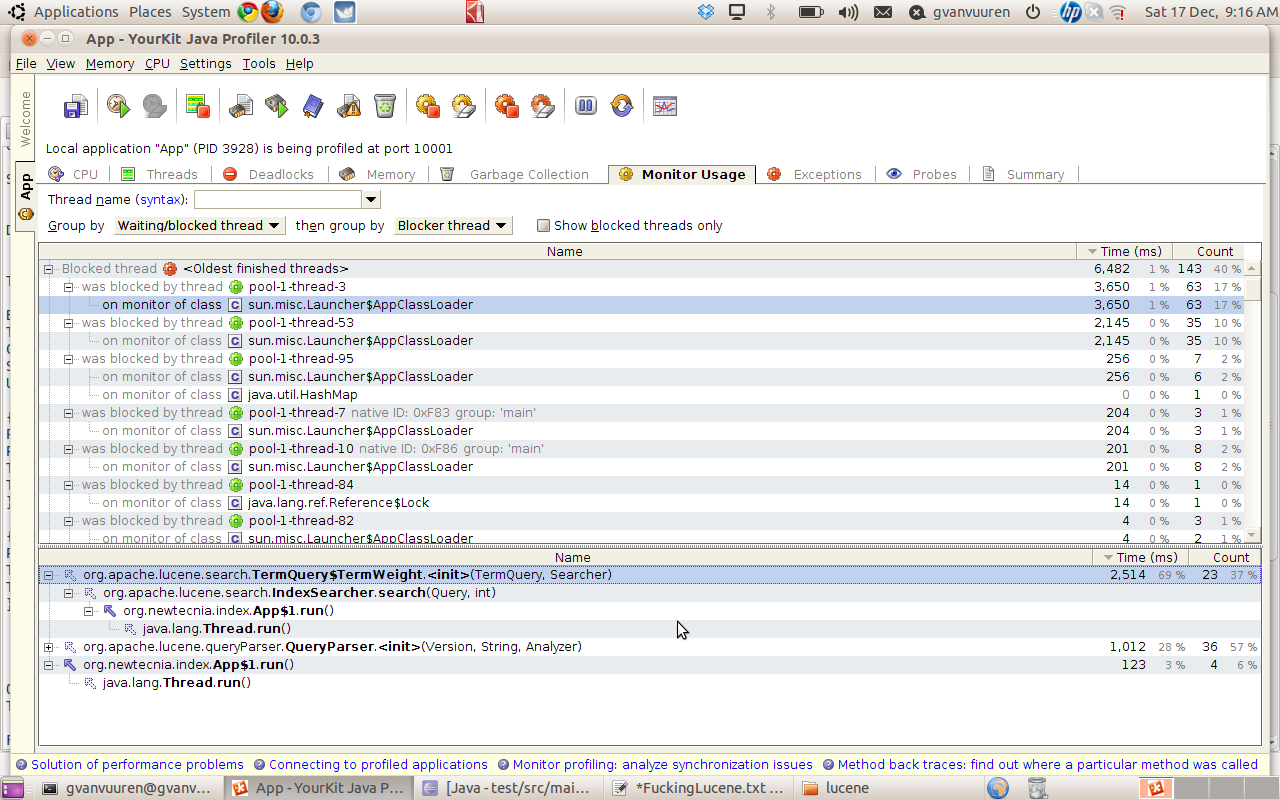 Applications Places System gvanvuuren Sat 17 Dec, 9:16 AM
App - YourKit Java Profiler 10.0.3
File View Memory CPU Settings Tools Help
Welcome
App
Local application "App" (PID 3928) is being profiled at port 10001
CPU Threads Deadlocks Memory Garbage Collection Monitor Usage Exceptions Probes Summary
Thread name (syntax):
Group by Waiting/blocked thread then group by Blocker thread Show blocked threads only
Name Time (ms) Count
Blocked thread <Oldest finished threads> 6,482 1 % 143 40 %
was blocked by thread pool-1-thread-3 3,650 1 % 63 17 %
on monitor of class sun.misc.Launcher$AppClassLoader 3,650 1 % 63 17 %
was blocked by thread pool-1-thread-53 2,145 0 % 35 10 %
on monitor of class sun.misc.Launcher$AppClassLoader 2,145 0 % 35 10 %
was blocked by thread pool-1-thread-95 256 0 % 7 2 %
on monitor of class sun.misc.Launcher$AppClassLoader 256 0 % 6 2 %
on monitor of class java.util.HashMap 0 0 % 1 0 %
was blocked by thread pool-1-thread-7 native ID: 0xF83 group: 'main' 204 0 % 3 1 %
on monitor of class sun.misc.Launcher$AppClassLoader 204 0 % 3 1 %
was blocked by thread pool-1-thread-10 native ID: 0xF86 group: 'main' 201 0 % 8 2 %
on monitor of class sun.misc.Launcher$AppClassLoader 201 0 % 8 2 %
was blocked by thread pool-1-thread-84 14 0 % 1 0 %
on monitor of class java.lang.ref.Reference$Lock 14 0 % 1 0 %
was blocked by thread pool-1-thread-82 4 0 % 3 1 %
on monitor of class sun.misc.Launcher$AppClassLoader 4 0 % 2 1 %
Name Time (ms) Count
org.apache.lucene.search.TermQuery$TermWeight.<init>(TermQuery, Searcher) 2,514 69 % 23 37 %
org.apache.lucene.search.IndexSearcher.search(Query, int)
org.newtecnia.index.App$1.run()
java.lang.Thread.run()
org.apache.lucene.queryParser.QueryParser.<init>(Version, String, Analyzer) 1,012 28 % 36 57 %
org.newtecnia.index.App$1.run() 123 3 % 4 6 %
java.lang.Thread.run()
Solution of performance problems Connecting to profiled applications Monitor profiling: analyze synchronization issues Method back traces: find out where a particular method was called
gvanvuuren@gvanv... App - YourKit Java P... [Java - test/src/mai... *FuckingLucene.txt ... lucene